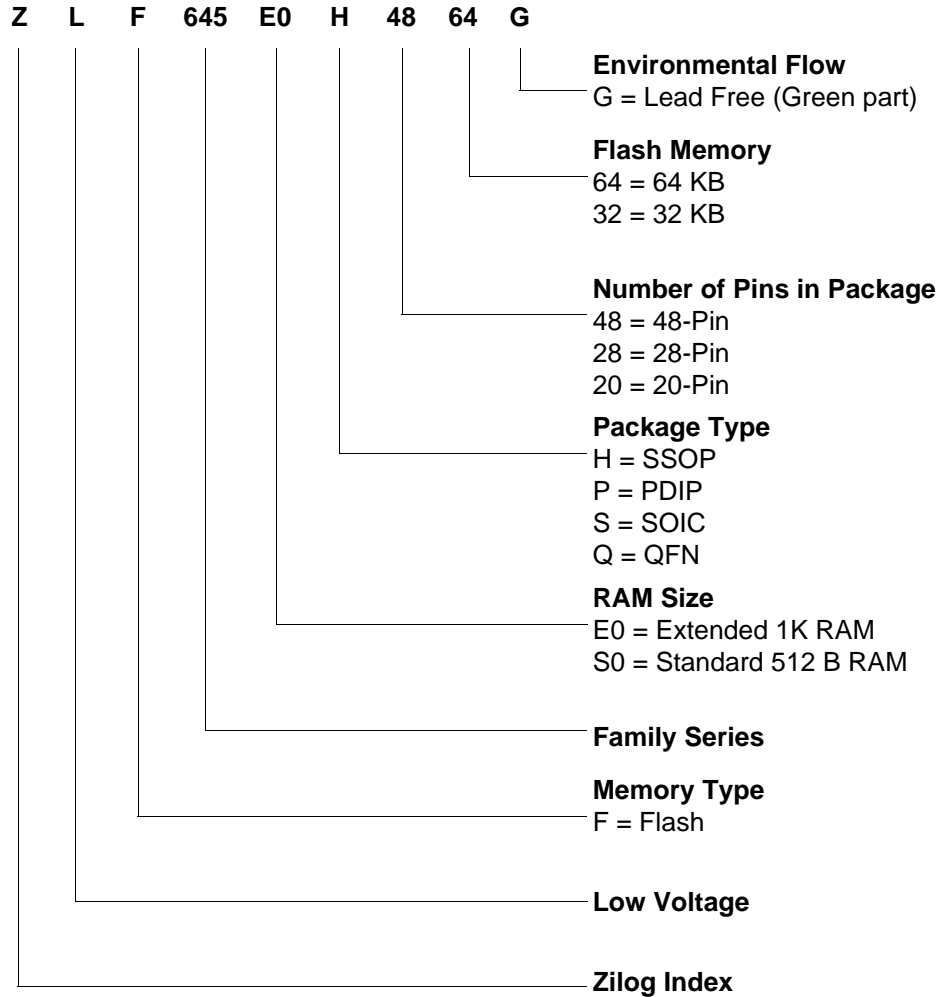 Z L F 645 E0 H 48 64 G
Environmental Flow
G = Lead Free (Green part)
Flash Memory
64 = 64 KB
32 = 32 KB
Number of Pins in Package
48 = 48-Pin
28 = 28-Pin
20 = 20-Pin
Package Type
H = SSOP
P = PDIP
S = SOIC
Q = QFN
RAM Size
E0 = Extended 1K RAM
S0 = Standard 512 B RAM
Family Series
Memory Type
F = Flash
Low Voltage
Zilog Index